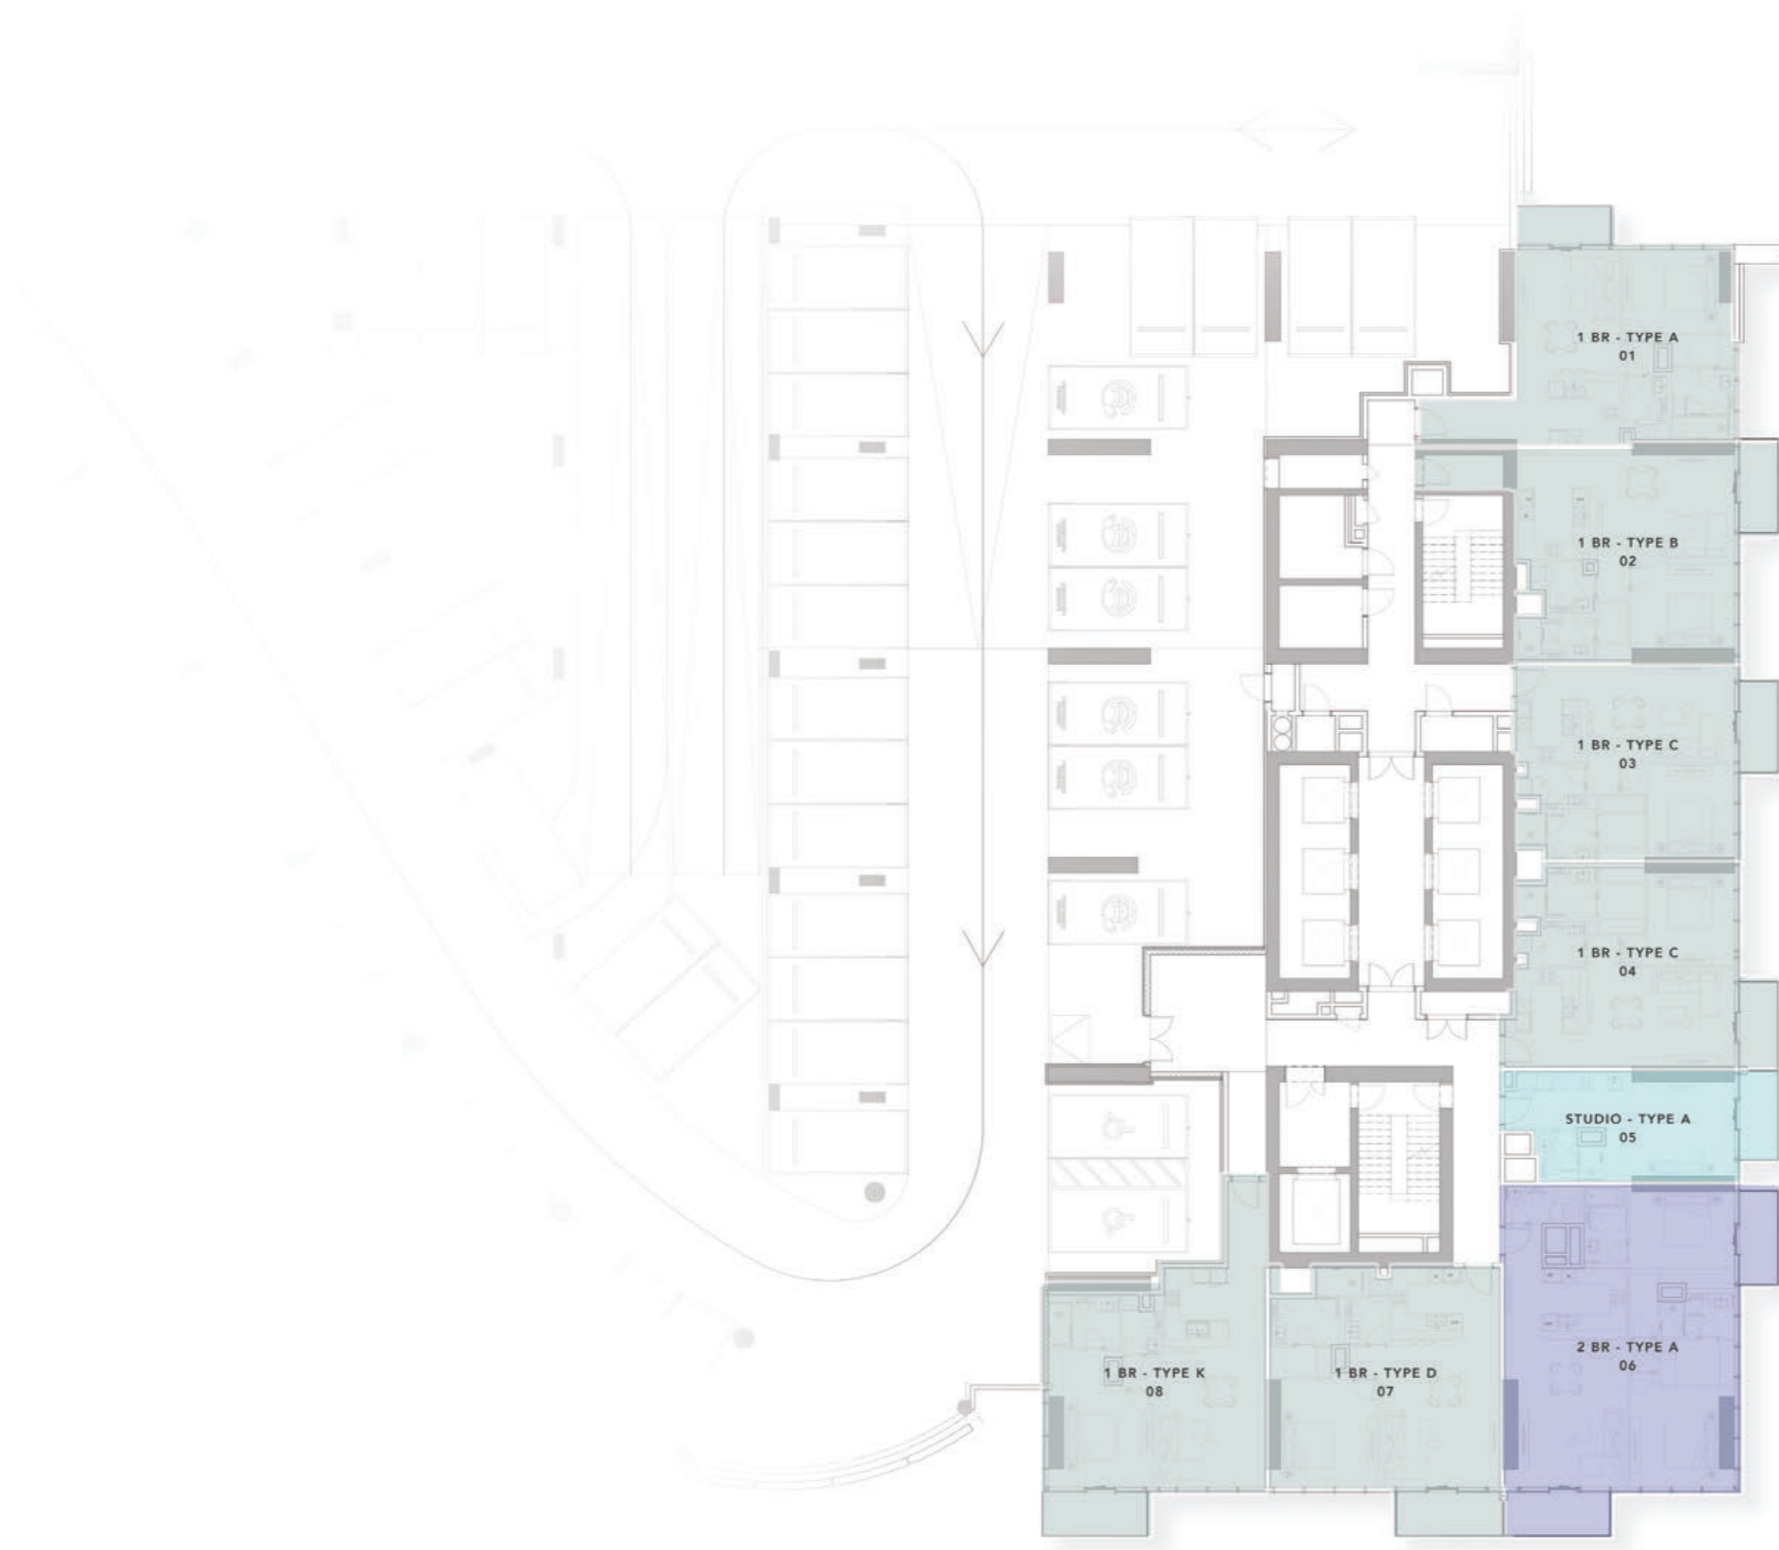 1 BR - TYPE A
01
1 BR - TYPE B
02
1 BR - TYPE C
03
1 BR - TYPE C
04
STUDIO - TYPE A
05
2 BR - TYPE A
06
1 BR - TYPE K
08
1 BR - TYPE D
07